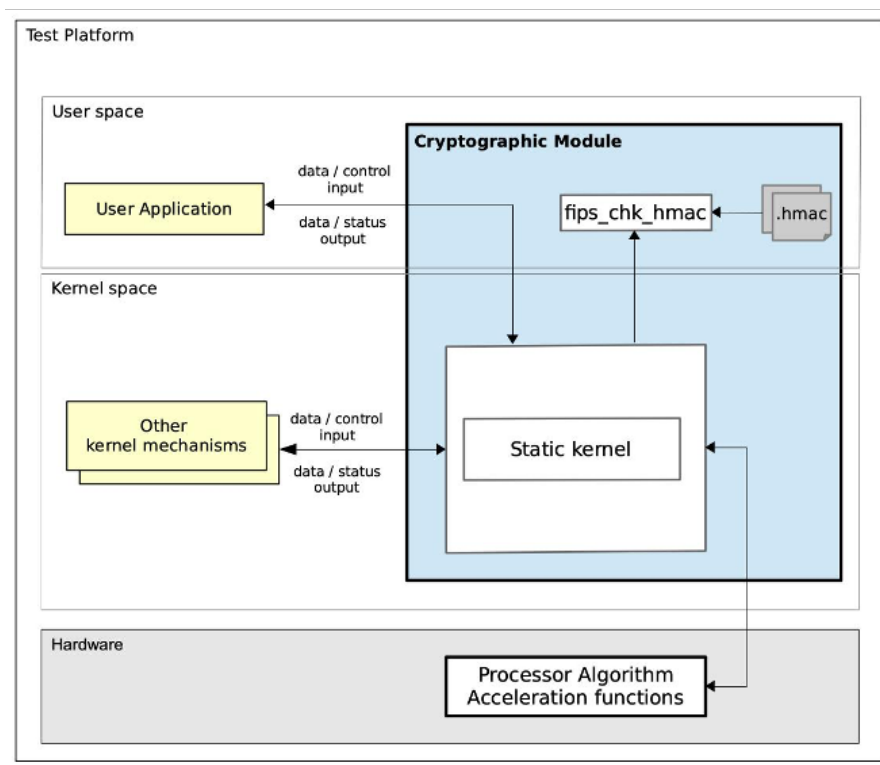 Test Platform
User space
Cryptographic Module
data / control
input
User Application
data / status
output
fips_chk_hmac
.hmac
Kernel space
Other
kernel mechanisms
data / control
input
data / status
output
Static kernel
Hardware
Processor Algorithm
Acceleration functions